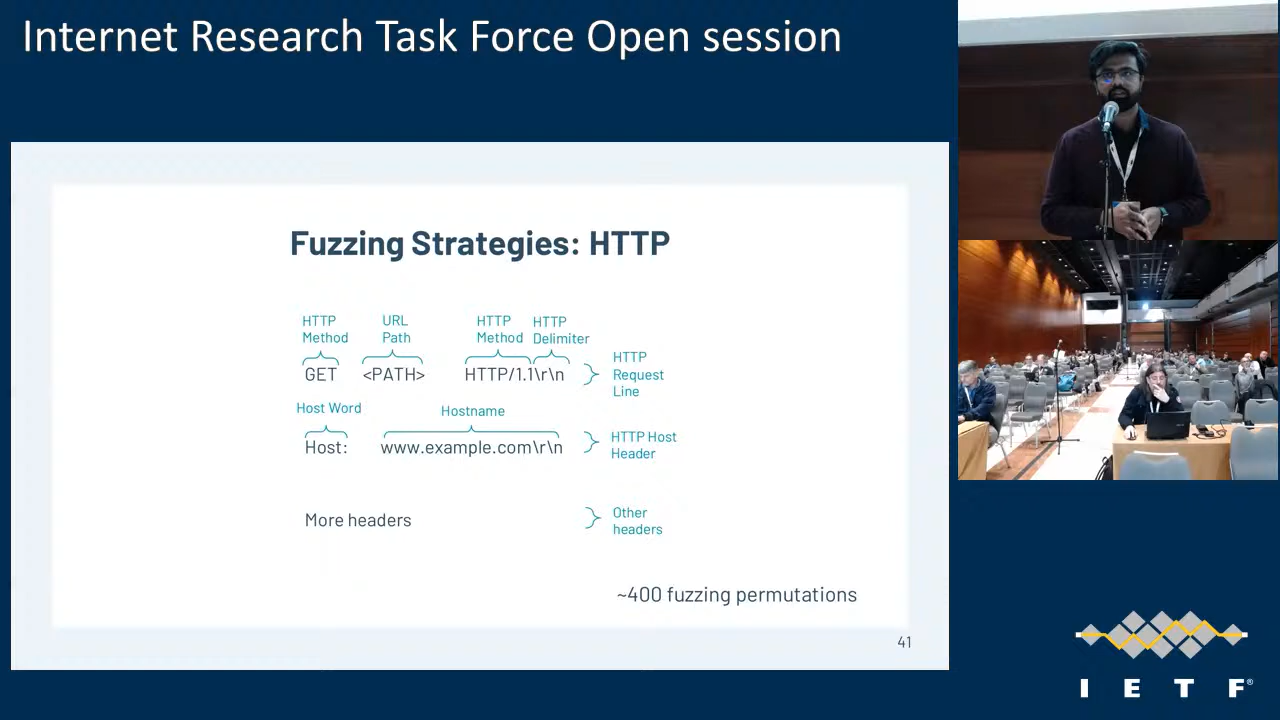 Internet Research Task Force Open session
Fuzzing Strategies: HTTP
HTTP
Method
URL
Path
HTTP
Method
HTTP
Delimiter
GET <PATH> HTTP/1.1\r\n
HTTP
Request
Line
Host Word
Hostname
Host: www.example.com\r\n
HTTP Host
Header
More headers
Other
headers
~400 fuzzing permutations
41
I E T F®